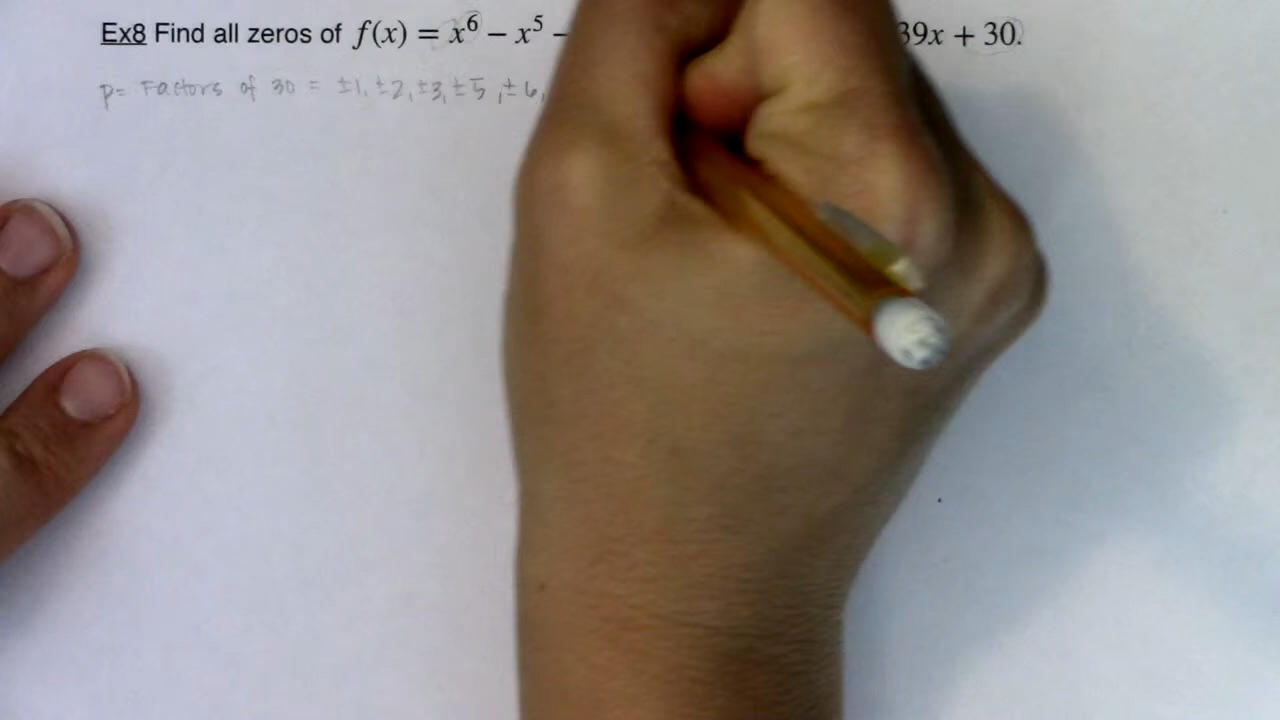 Ex8 Find all zeros of f(x) = x⁶ − x⁵ − 39x + 30.
p= Factors of 30 = ±1, ±2, ±3, ±5, ±6,